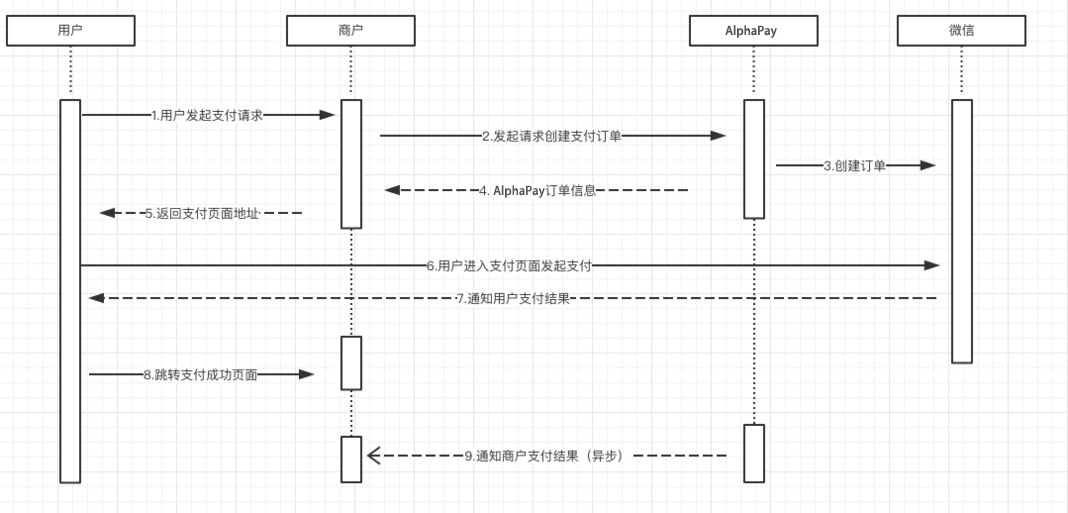 用户
商户
AlphaPay
微信
1.用户发起支付请求
2.发起请求创建支付订单
3.创建订单
4. AlphaPay订单信息
5.返回支付页面地址
6.用户进入支付页面发起支付
7.通知用户支付结果
8.跳转支付成功页面
9.通知商户支付结果（异步）